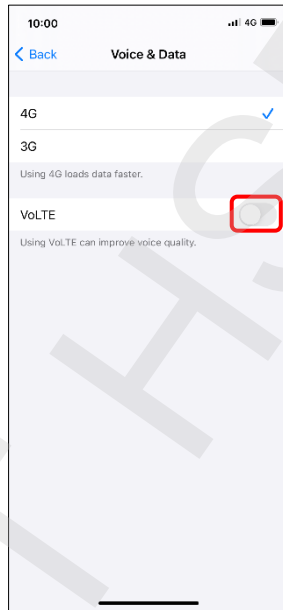 10:00
4G
Back
Voice & Data
4G
3G
Using 4G loads data faster.
VoLTE
Using VoLTE can improve voice quality.